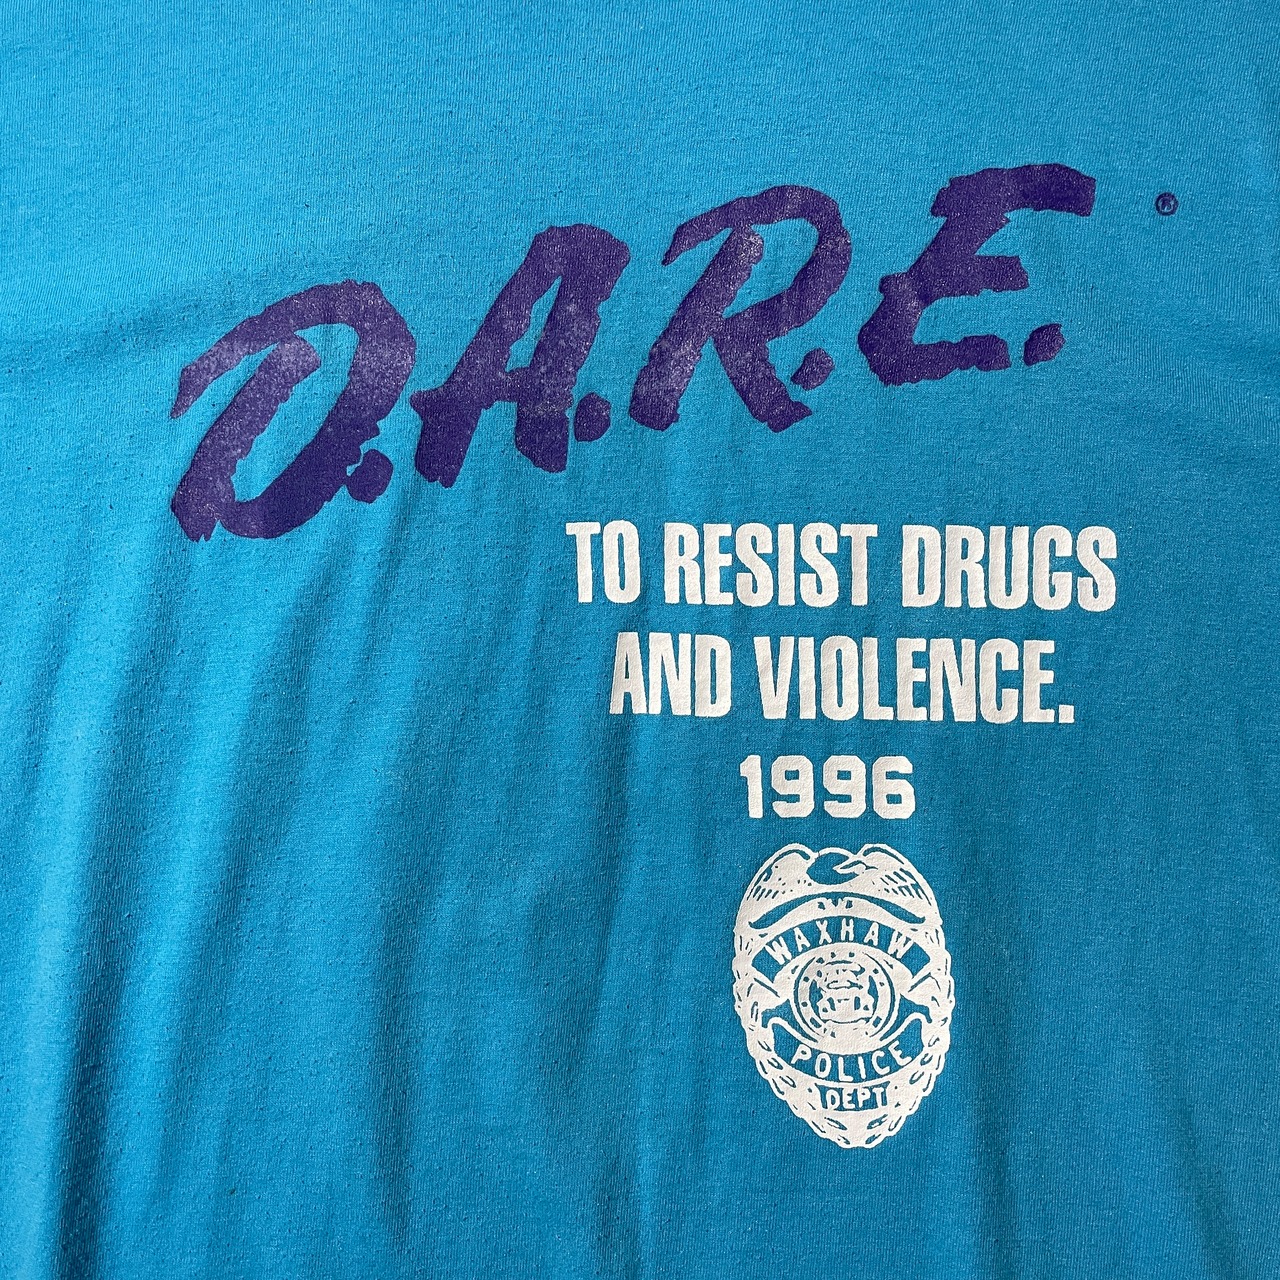 D.A.R.E. ®
TO RESIST DRUGS
AND VIOLENCE.
1996
WAXHAW
POLICE
DEPT